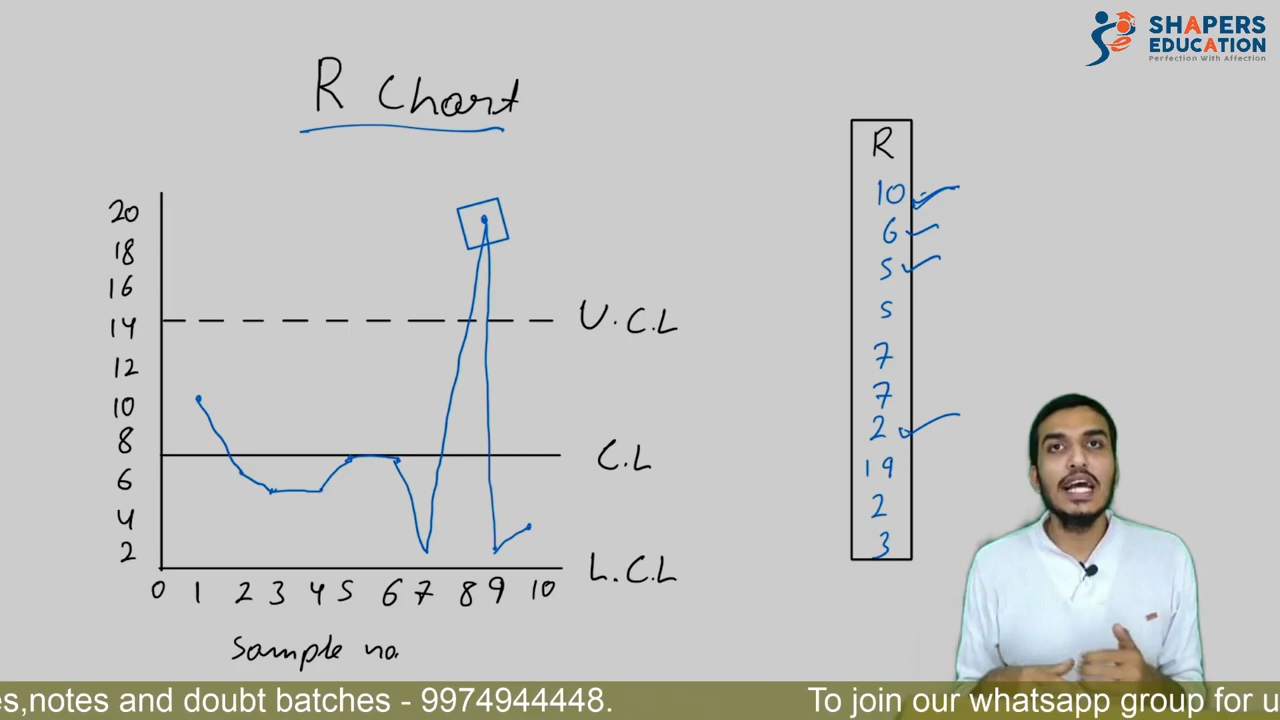 SHAPERS
EDUCATION
Perfection With Affection
R Chart
20
18
16
14
12
10
8
6
4
2
U.C.L
C.L
L.C.L
0 1 2 3 4 5 6 7 8 9 10
Sample no.
R
10
6
5
5
7
7
2
19
2
3
es,notes and doubt batches - 9974944448.
To join our whatsapp group for u